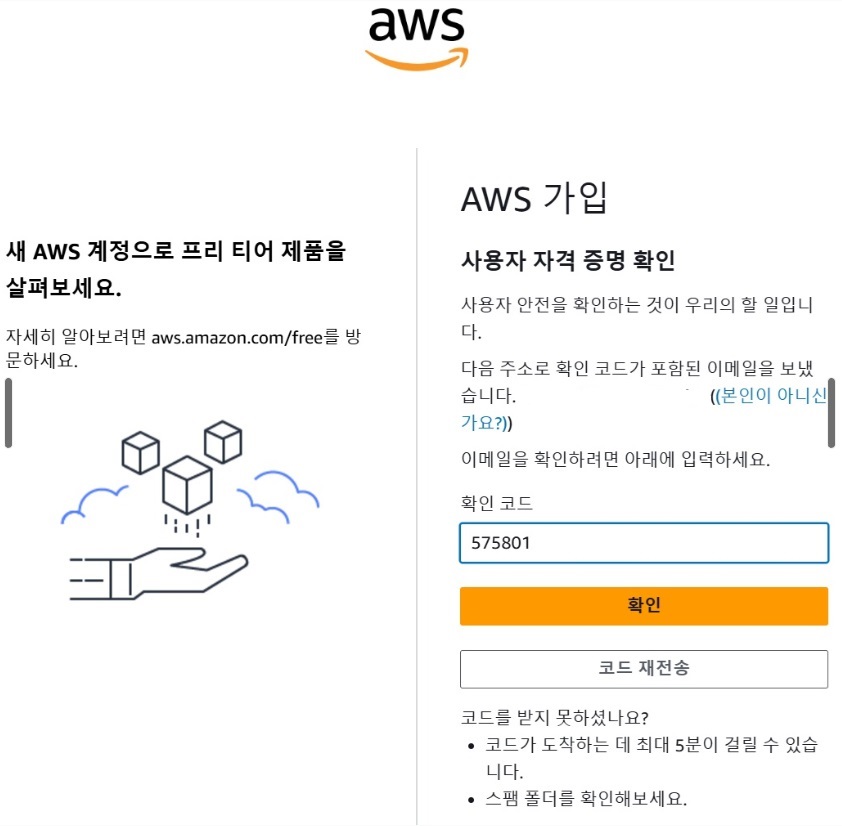 aws
새 AWS 계정으로 프리 티어 제품을
살펴보세요.
자세히 알아보려면 aws.amazon.com/free를 방
문하세요.
AWS 가입
사용자 자격 증명 확인
사용자 안전을 확인하는 것이 우리의 할 일입니
다.
다음 주소로 확인 코드가 포함된 이메일을 보냈
습니다. ((본인이 아니신
가요?))
이메일을 확인하려면 아래에 입력하세요.
확인 코드
575801
확인
코드 재전송
코드를 받지 못하셨나요?
• 코드가 도착하는 데 최대 5분이 걸릴 수 있습
니다.
• 스팸 폴더를 확인해보세요.